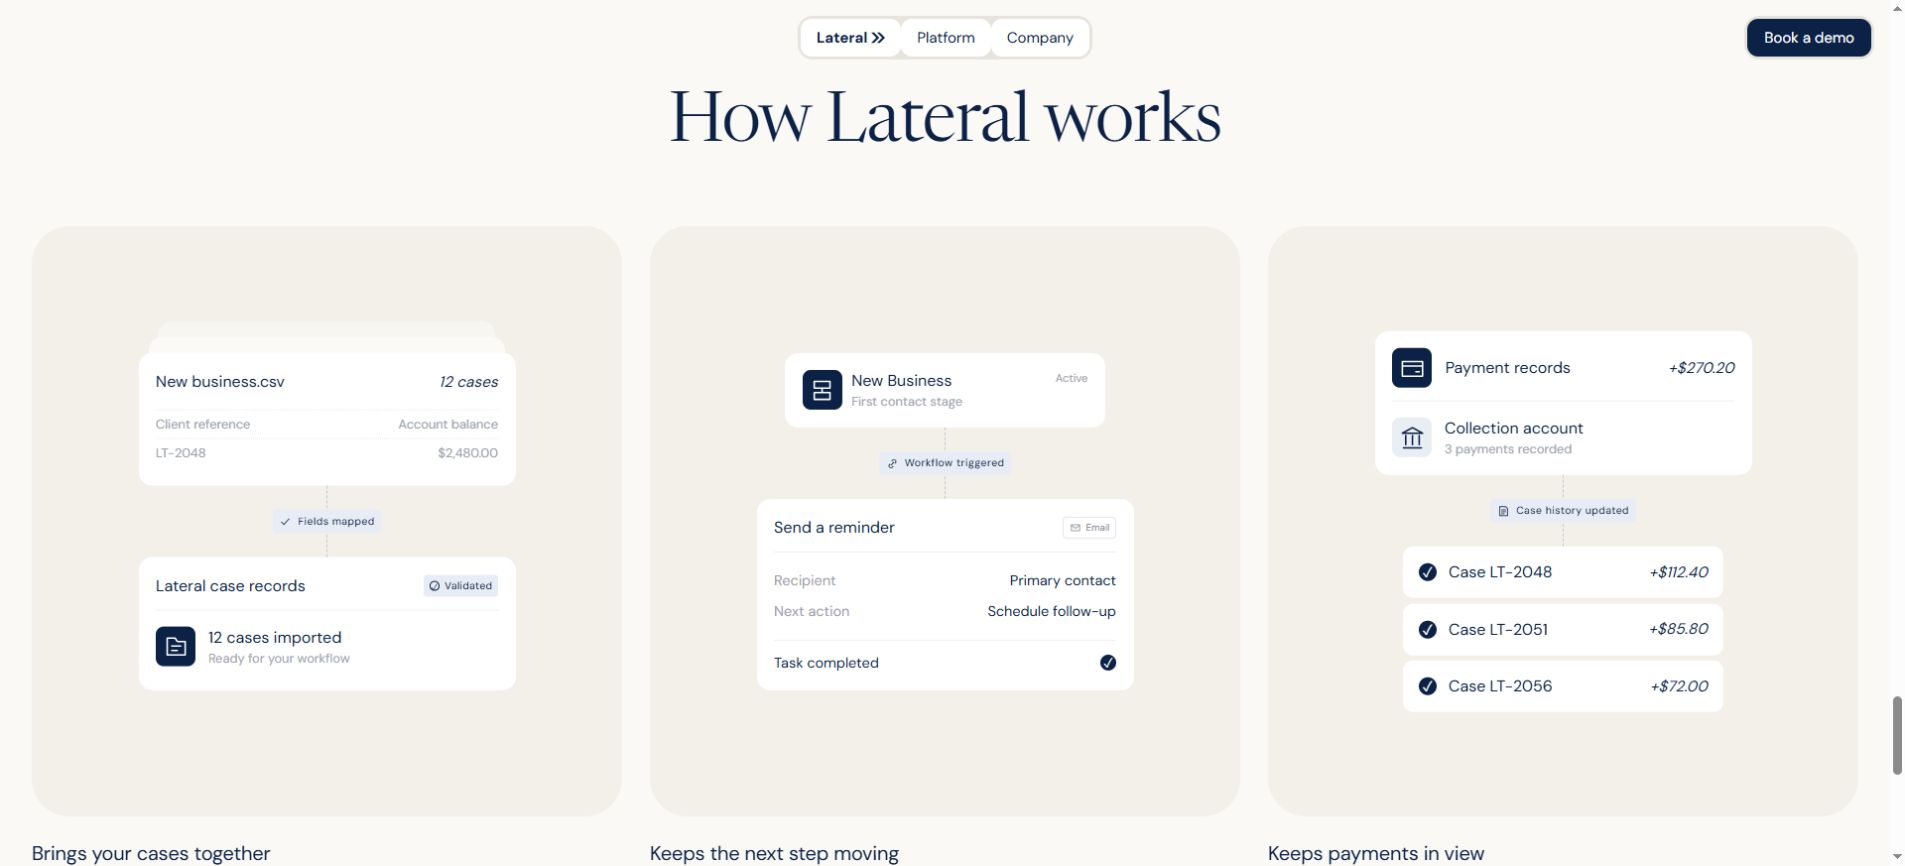 Lateral
Platform
Company
Book a demo
How Lateral works
New business.csv 12 cases
Client reference Account balance
LT-2048 $2,480.00
Fields mapped
Lateral case records Validated
12 cases imported
Ready for your workflow
Brings your cases together
New Business Active
First contact stage
Workflow triggered
Send a reminder Email
Recipient Primary contact
Next action Schedule follow-up
Task completed
Keeps the next step moving
Payment records +$270.20
Collection account
3 payments recorded
Case history updated
Case LT-2048 +$112.40
Case LT-2051 +$85.80
Case LT-2056 +$72.00
Keeps payments in view